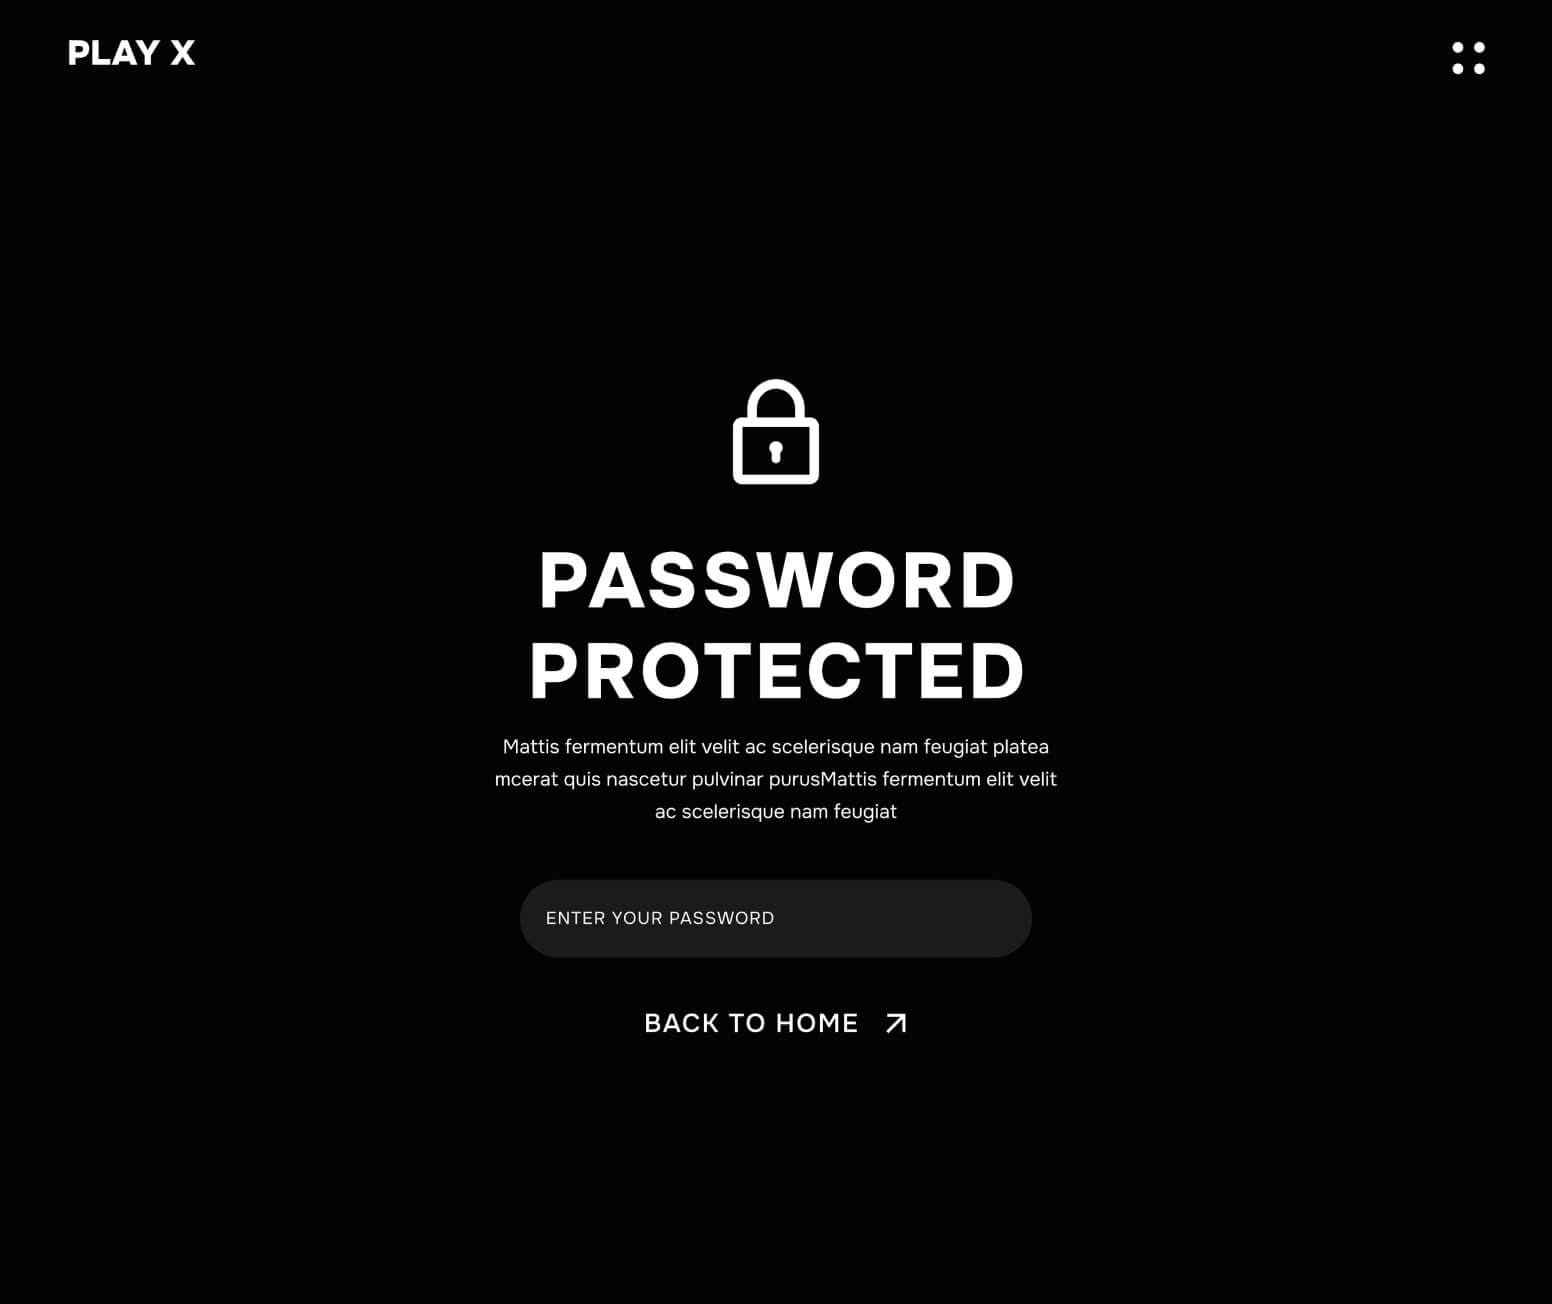 PLAY X
PASSWORD
PROTECTED
Mattis fermentum elit velit ac scelerisque nam feugiat platea
mcerat quis nascetur pulvinar purusMattis fermentum elit velit
ac scelerisque nam feugiat
ENTER YOUR PASSWORD
BACK TO HOME